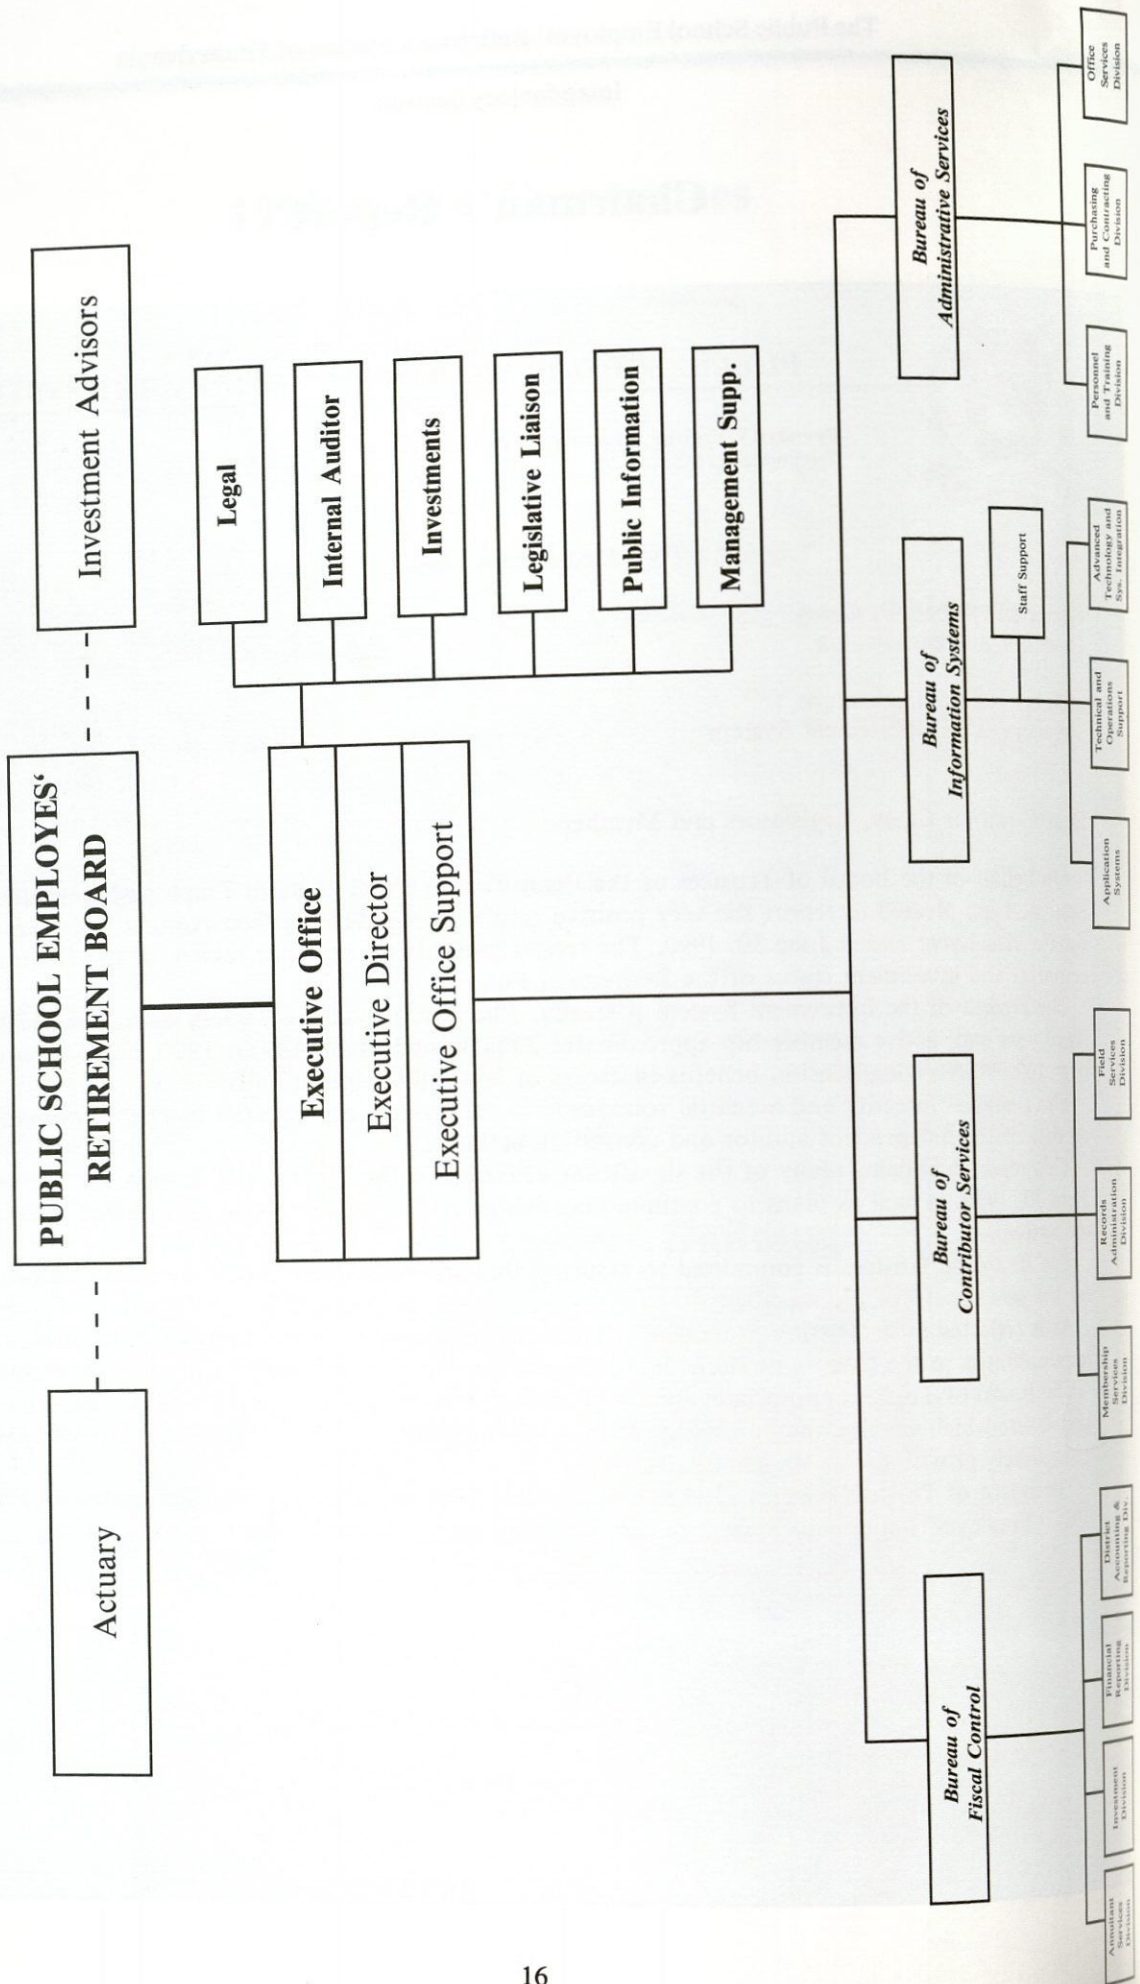 PUBLIC SCHOOL EMPLOYES‘
RETIREMENT BOARD
Actuary
Investment Advisors
Executive Office
Executive Director
Executive Office Support
Legal
Internal Auditor
Investments
Legislative Liaison
Public Information
Management Supp.
Bureau of
Fiscal Control
Bureau of
Contributor Services
Bureau of
Information Systems
Bureau of
Administrative Services
Staff Support
Annuitant
Services
Division
Investment
Division
Financial
Reporting
Division
District
Accounting &
Reporting Div.
Membership
Services
Division
Records
Administration
Division
Field
Services
Division
Application
Systems
Technical and
Operations
Support
Advanced
Technology and
Sys. Integration
Personnel
and Training
Division
Purchasing
and Contracting
Division
Office
Services
Division
16